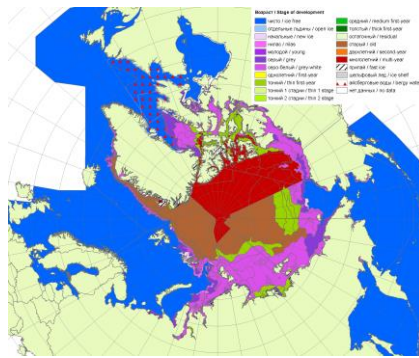 Возраст / Stage of development
чисто / ice free
отдельные льдины / open ice
начальные / new ice
нилас / nilas
молодой / young
серый / grey
серо-белый / grey-white
однолетний / first year
тонкий / thin first year
тонкий 1 стадии / thin 1 stage
тонкий 2 стадии / thin 2 stage
средний / medium first year
толстый / thick first year
остаточный / residual
старый / old
двухлетний / second year
многолетний / multi-year
припай / fast ice
шельфовый лед / ice shelf
айсберговые воды / bergy water
нет данных / no data